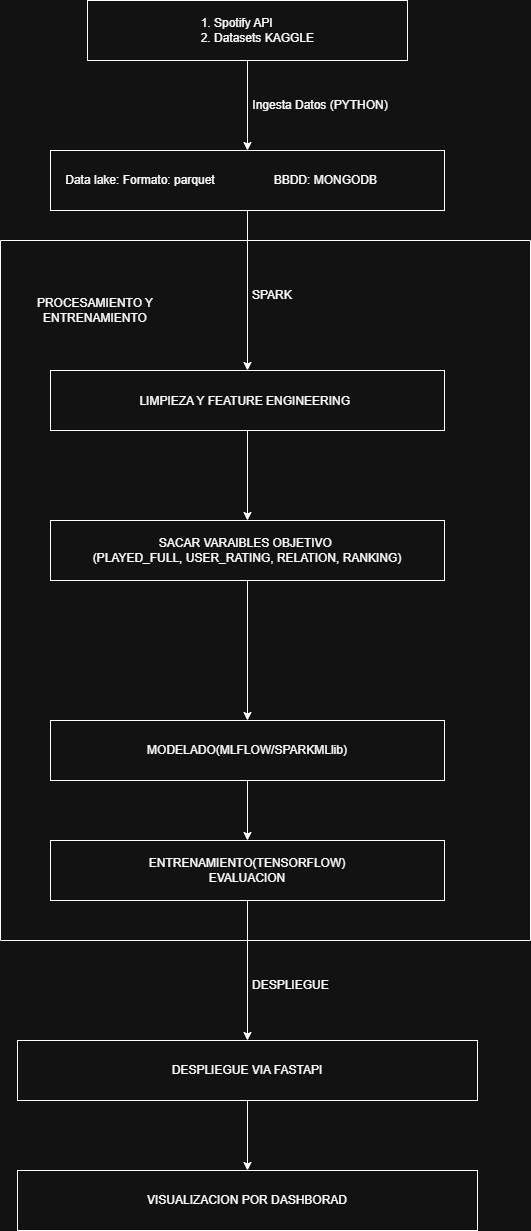 1. Spotify API
2. Datasets KAGGLE
Ingesta Datos (PYTHON)
Data lake: Formato: parquet BBDD: MONGODB
SPARK
PROCESAMIENTO Y
ENTRENAMIENTO
LIMPIEZA Y FEATURE ENGINEERING
SACAR VARAIBLES OBJETIVO
(PLAYED_FULL, USER_RATING, RELATION, RANKING)
MODELADO(MLFLOW/SPARKMLlib)
ENTRENAMIENTO(TENSORFLOW)
EVALUACION
DESPLIEGUE
DESPLIEGUE VIA FASTAPI
VISUALIZACION POR DASHBORAD